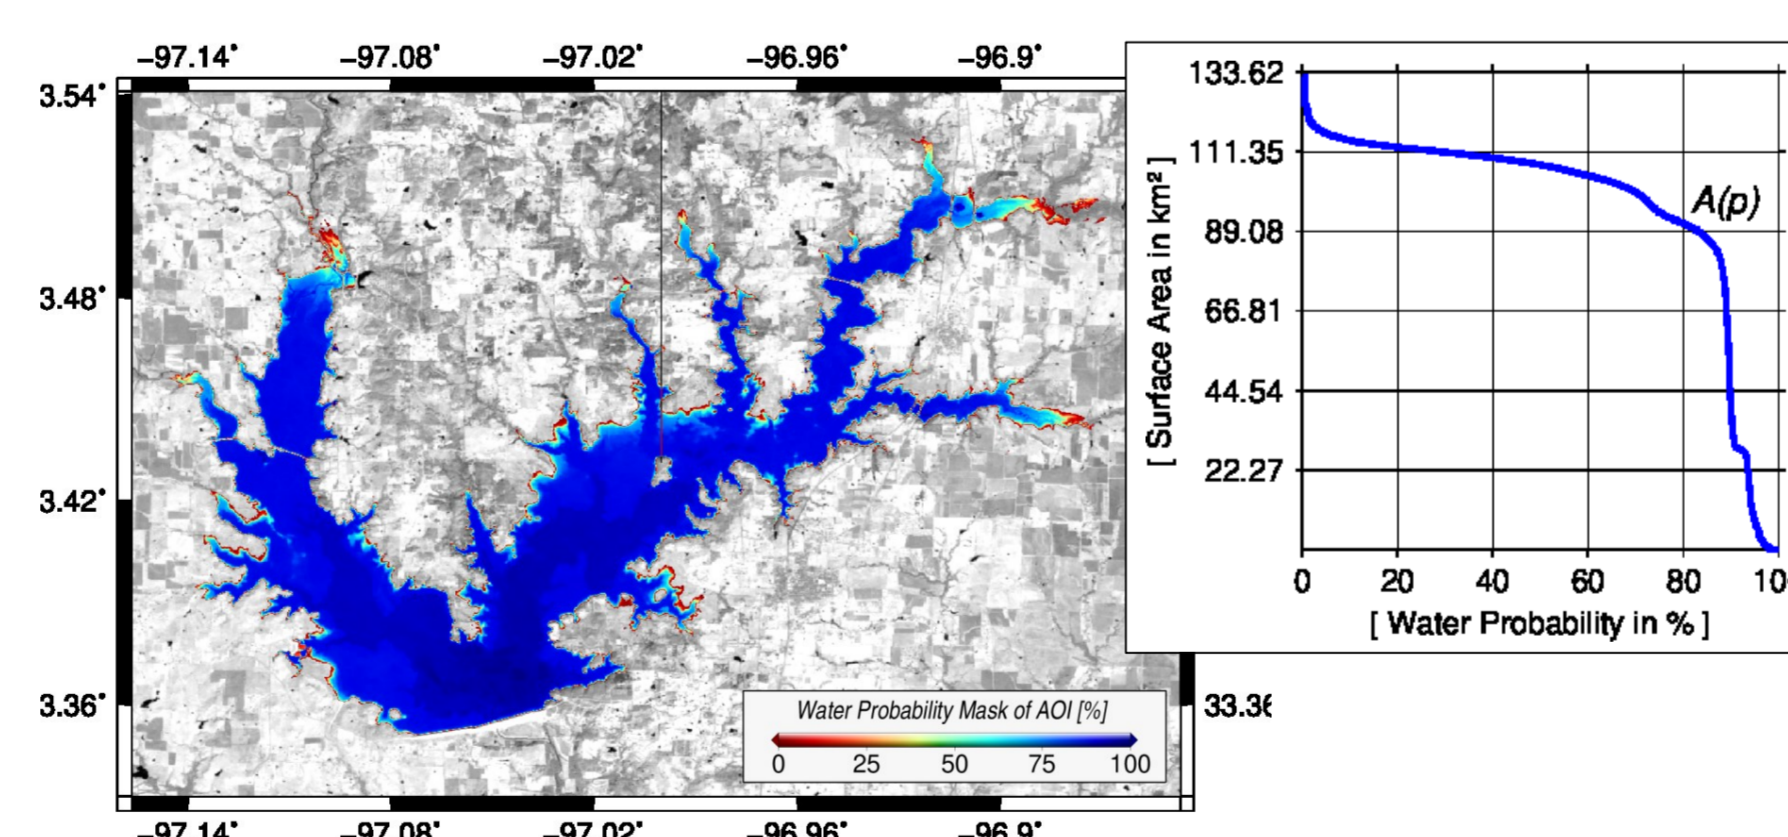 −97.14° −97.08° −97.02° −96.96° −96.9°
3.54°
3.48°
3.42°
3.36°
33.36
−97.14° −97.08° −97.02° −96.96° −96.9°
Water Probability Mask of AOI [%]
0 25 50 75 100
[ Surface Area in km² ]
133.62
111.35
89.08
66.81
44.54
22.27
A(p)
0 20 40 60 80 10
[ Water Probability in % ]